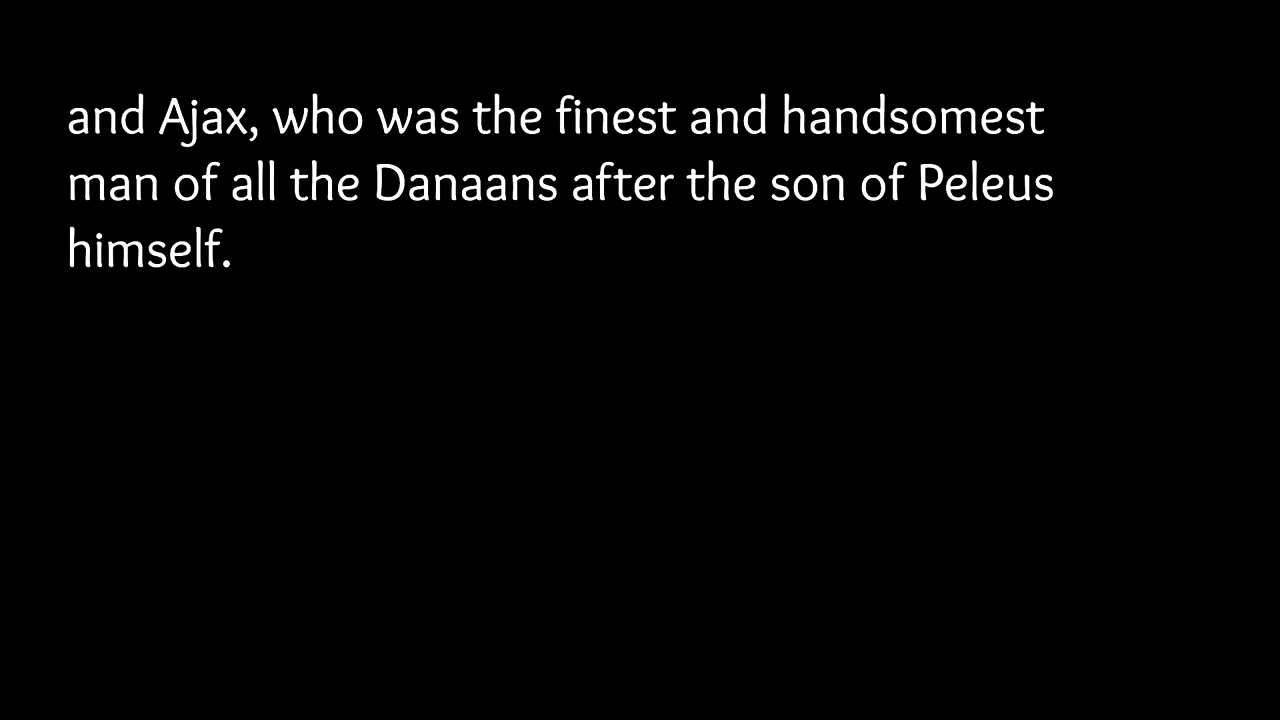 and Ajax, who was the finest and handsomest
man of all the Danaans after the son of Peleus
himself.